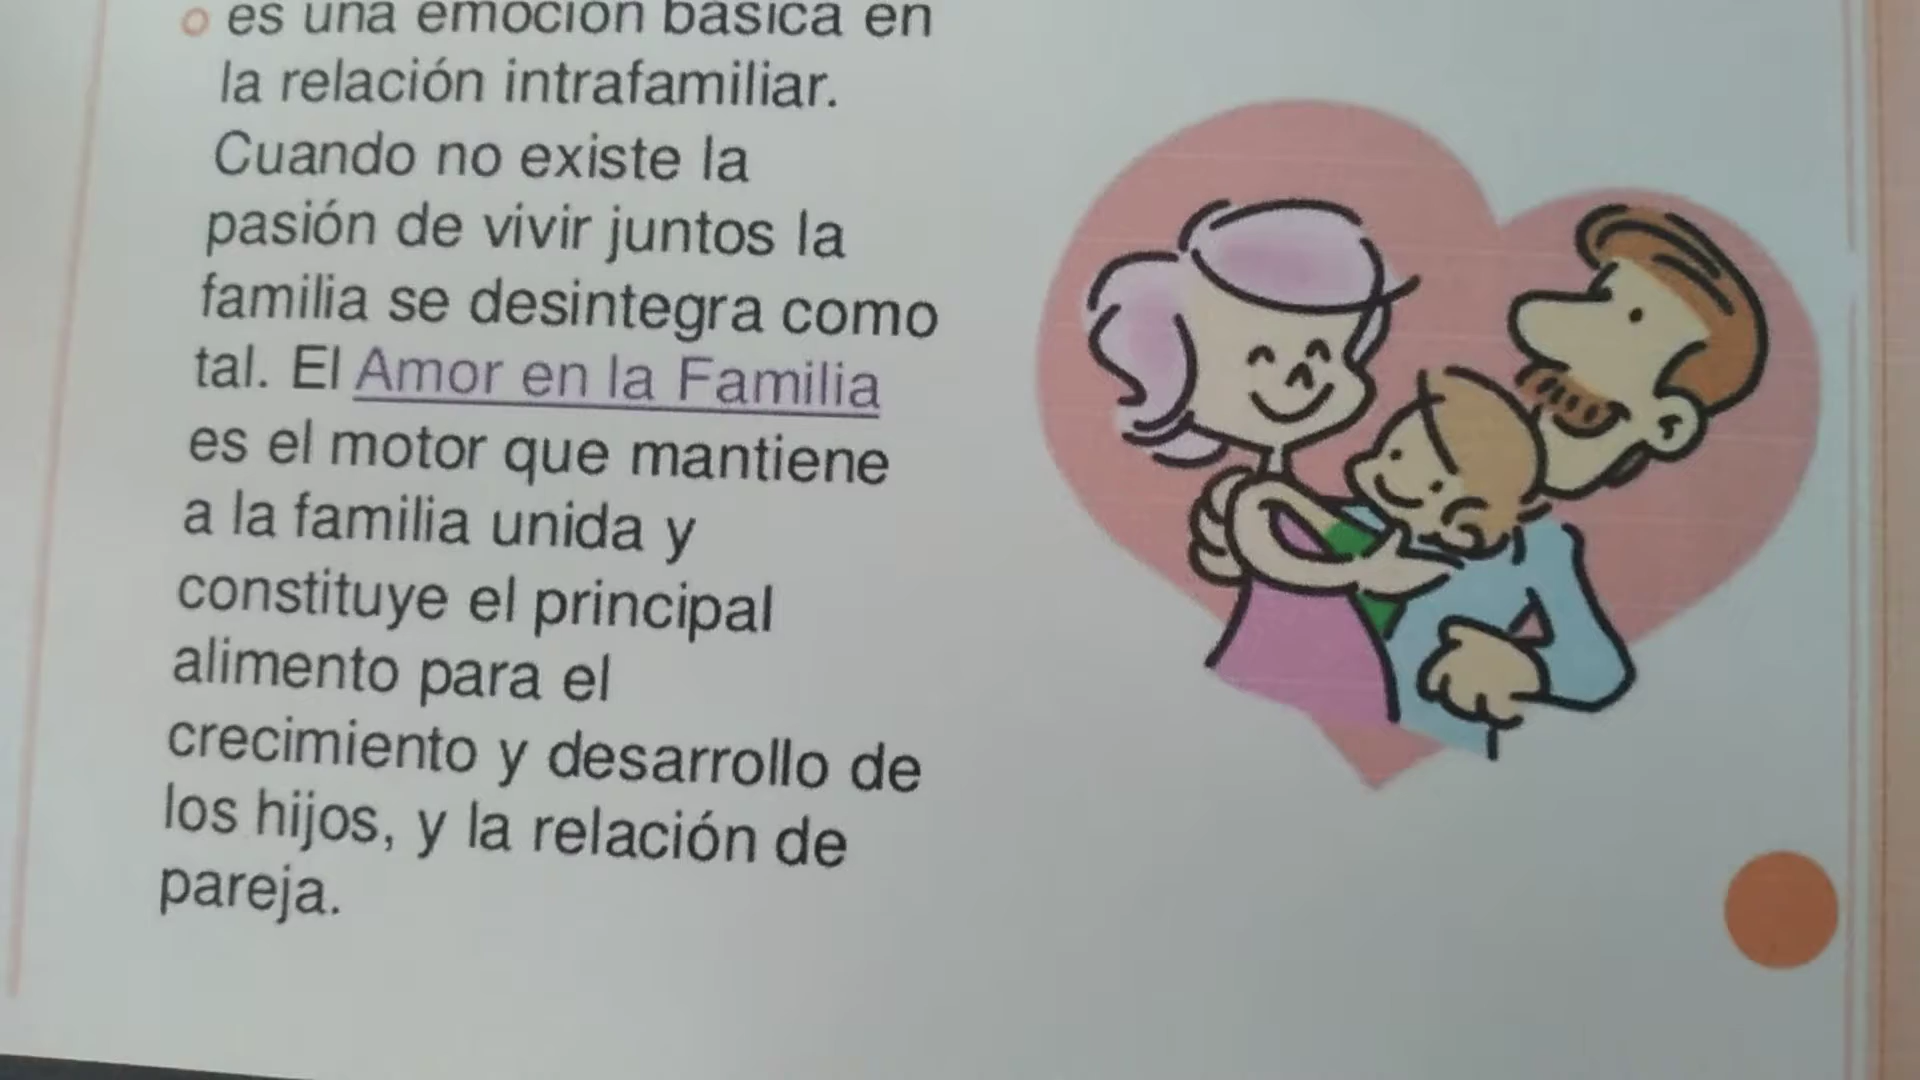 es una emoción básica en
la relación intrafamiliar.
Cuando no existe la
pasión de vivir juntos la
familia se desintegra como
tal. El Amor en la Familia
es el motor que mantiene
a la familia unida y
constituye el principal
alimento para el
crecimiento y desarrollo de
los hijos, y la relación de
pareja.